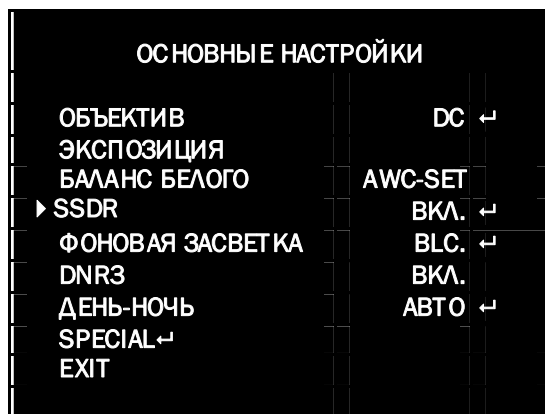 ОСНОВНЫЕ НАСТРОЙКИ
ОБЪЕКТИВ DC ↵
ЭКСПОЗИЦИЯ
БАЛАНС БЕЛОГО AWC-SET
SSDR ВКЛ. ↵
ФОНОВАЯ ЗАСВЕТКА BLC. ↵
DNR3 ВКЛ.
ДЕНЬ-НОЧЬ АВТО ↵
SPECIAL↵
EXIT